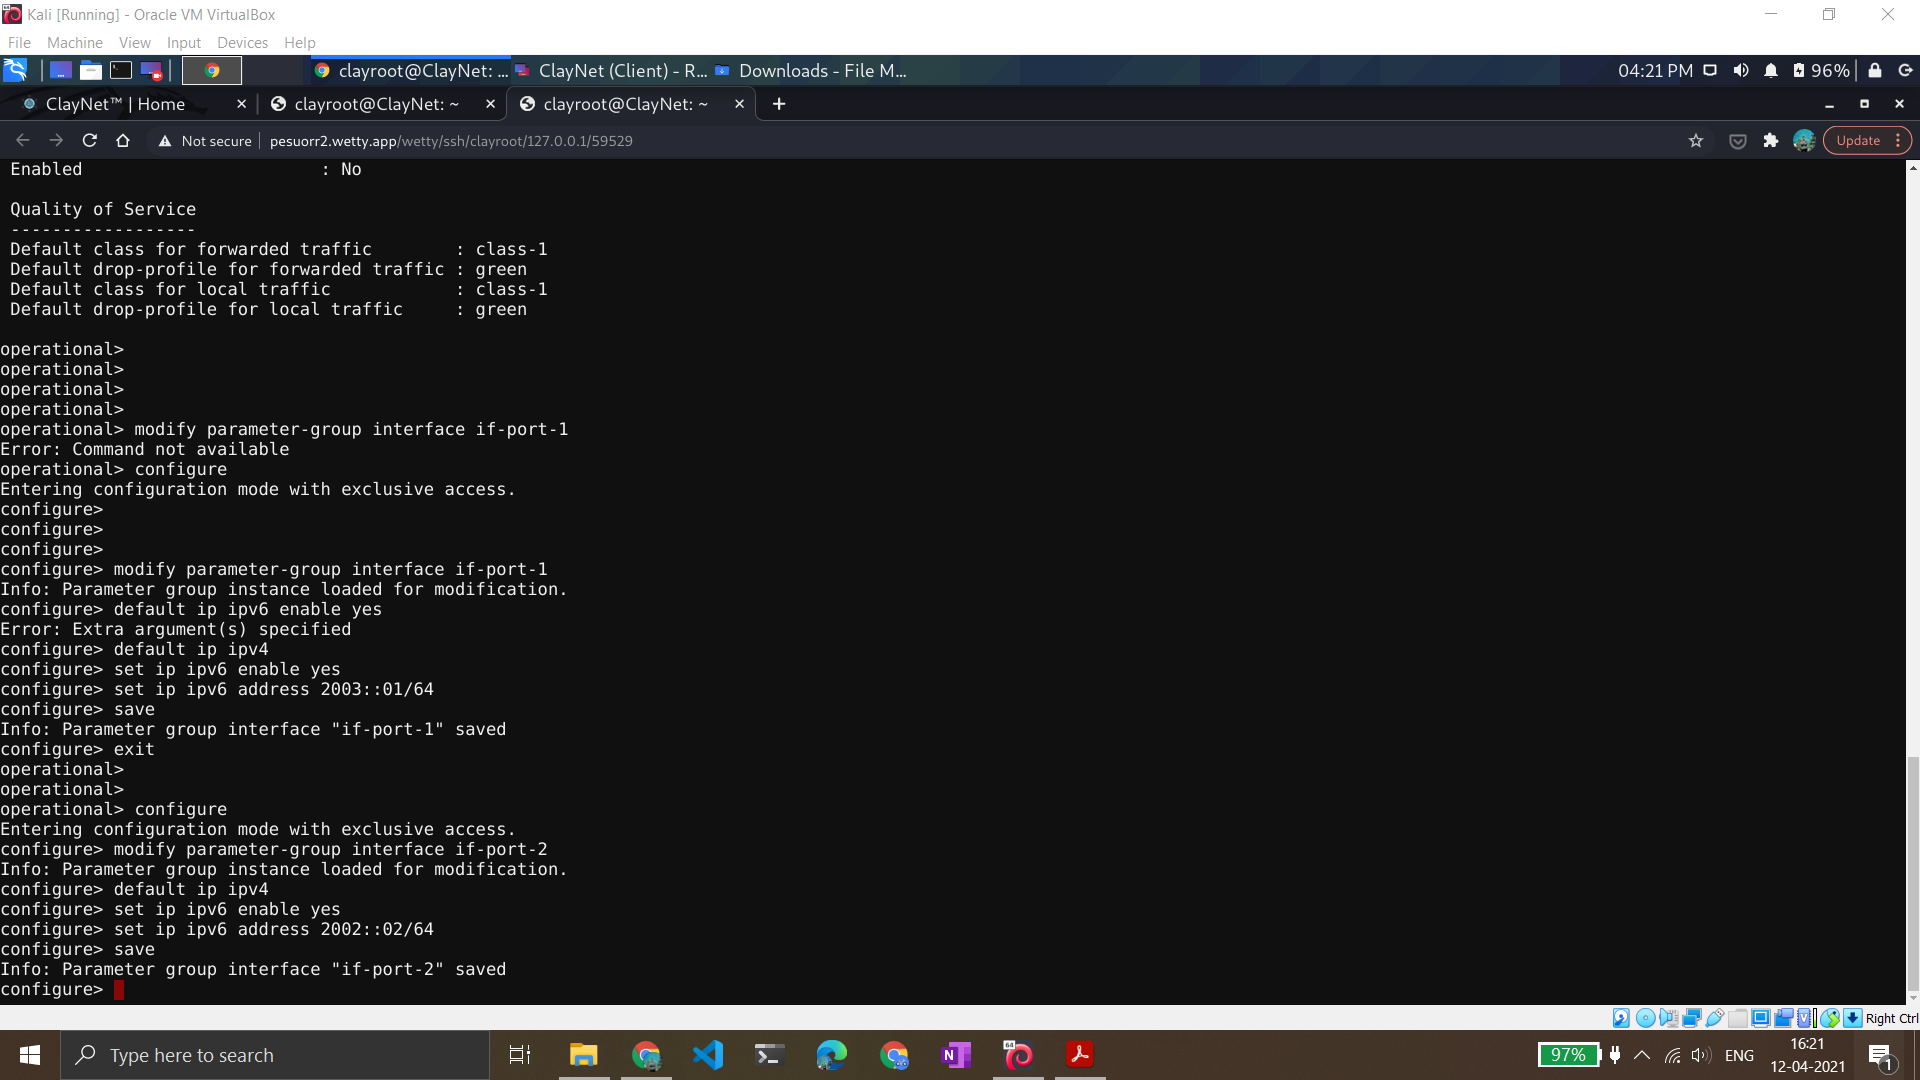 Kali [Running] - Oracle VM VirtualBox
File Machine View Input Devices Help
clayroot@ClayNet: ... ClayNet (Client) - R... Downloads - File M... 04:21 PM 96%
ClayNet™ | Home clayroot@ClayNet: ~ clayroot@ClayNet: ~
Not secure pesuorr2.wetty.app/wetty/ssh/clayroot/127.0.0.1/59529 Update
Enabled : No
Quality of Service
------------------
Default class for forwarded traffic : class-1
Default drop-profile for forwarded traffic : green
Default class for local traffic : class-1
Default drop-profile for local traffic : green
operational>
operational>
operational>
operational>
operational> modify parameter-group interface if-port-1
Error: Command not available
operational> configure
Entering configuration mode with exclusive access.
configure>
configure>
configure>
configure> modify parameter-group interface if-port-1
Info: Parameter group instance loaded for modification.
configure> default ip ipv6 enable yes
Error: Extra argument(s) specified
configure> default ip ipv4
configure> set ip ipv6 enable yes
configure> set ip ipv6 address 2003::01/64
configure> save
Info: Parameter group interface "if-port-1" saved
configure> exit
operational>
operational>
operational> configure
Entering configuration mode with exclusive access.
configure> modify parameter-group interface if-port-2
Info: Parameter group instance loaded for modification.
configure> default ip ipv4
configure> set ip ipv6 enable yes
configure> set ip ipv6 address 2002::02/64
configure> save
Info: Parameter group interface "if-port-2" saved
configure>
Right Ctrl
Type here to search 97% ENG 16:21
12-04-2021
1